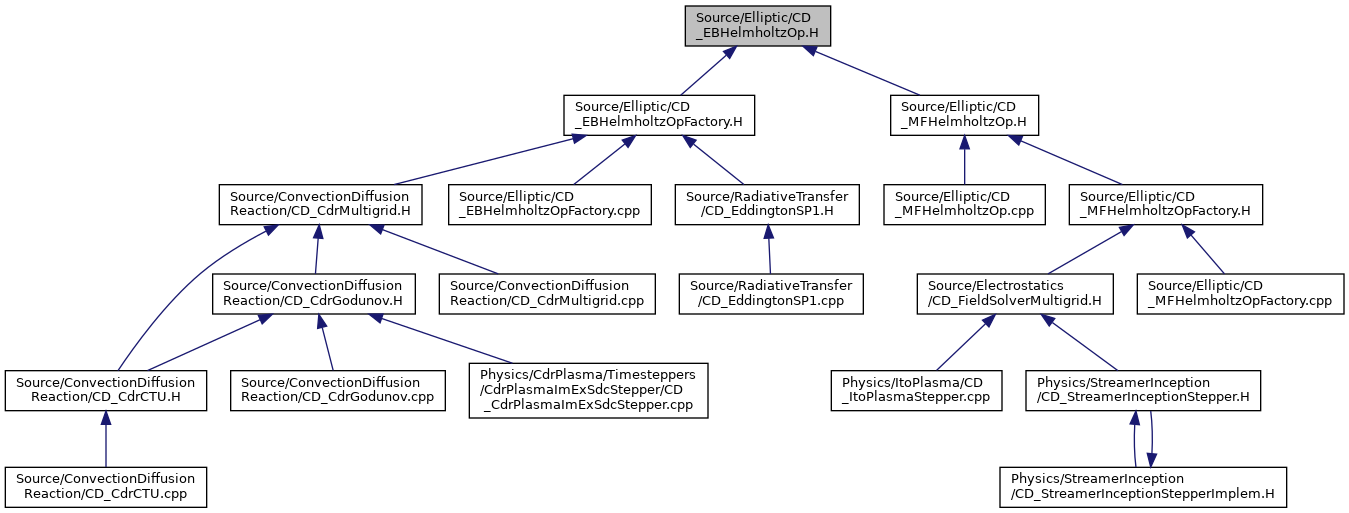 Source/Elliptic/CD
_EBHelmholtzOp.H
Source/Elliptic/CD
_EBHelmholtzOpFactory.H
Source/Elliptic/CD
_MFHelmholtzOp.H
Source/ConvectionDiffusion
Reaction/CD_CdrMultigrid.H
Source/Elliptic/CD
_EBHelmholtzOpFactory.cpp
Source/RadiativeTransfer
/CD_EddingtonSP1.H
Source/Elliptic/CD
_MFHelmholtzOp.cpp
Source/Elliptic/CD
_MFHelmholtzOpFactory.H
Source/ConvectionDiffusion
Reaction/CD_CdrGodunov.H
Source/ConvectionDiffusion
Reaction/CD_CdrMultigrid.cpp
Source/RadiativeTransfer
/CD_EddingtonSP1.cpp
Source/Electrostatics
/CD_FieldSolverMultigrid.H
Source/Elliptic/CD
_MFHelmholtzOpFactory.cpp
Source/ConvectionDiffusion
Reaction/CD_CdrCTU.H
Source/ConvectionDiffusion
Reaction/CD_CdrGodunov.cpp
Physics/CdrPlasma/Timesteppers
/CdrPlasmaImExSdcStepper/CD
_CdrPlasmaImExSdcStepper.cpp
Physics/ItoPlasma/CD
_ItoPlasmaStepper.cpp
Physics/StreamerInception
/CD_StreamerInceptionStepper.H
Source/ConvectionDiffusion
Reaction/CD_CdrCTU.cpp
Physics/StreamerInception
/CD_StreamerInceptionStepperImplem.H